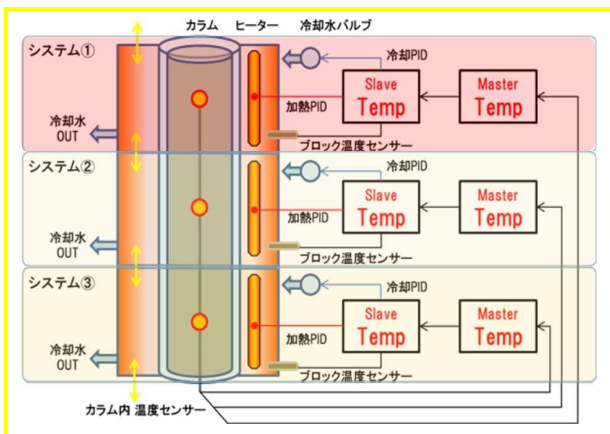 カラム ヒーター 冷却水バルブ
システム①
冷却PID
Slave
Temp
Master
Temp
加熱PID
冷却水
OUT
ブロック温度センサー
システム②
冷却PID
Slave
Temp
Master
Temp
加熱PID
冷却水
OUT
ブロック温度センサー
システム③
冷却PID
Slave
Temp
Master
Temp
加熱PID
冷却水
OUT
ブロック温度センサー
カラム内 温度センサー